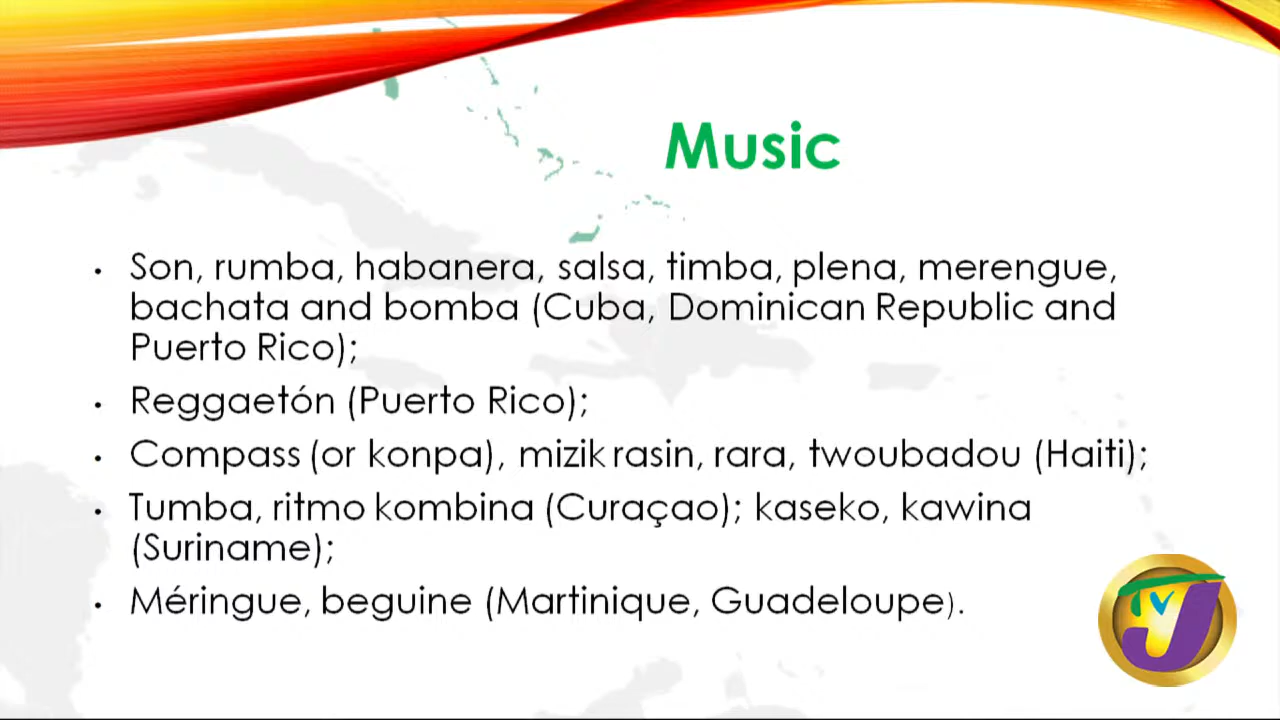 Music
• Son, rumba, habanera, salsa, timba, plena, merengue,
bachata and bomba (Cuba, Dominican Republic and
Puerto Rico);
• Reggaetón (Puerto Rico);
• Compass (or konpa), mizik rasin, rara, twoubadou (Haiti);
• Tumba, ritmo kombina (Curaçao); kaseko, kawina
(Suriname);
• Méringue, beguine (Martinique, Guadeloupe).
TVJ